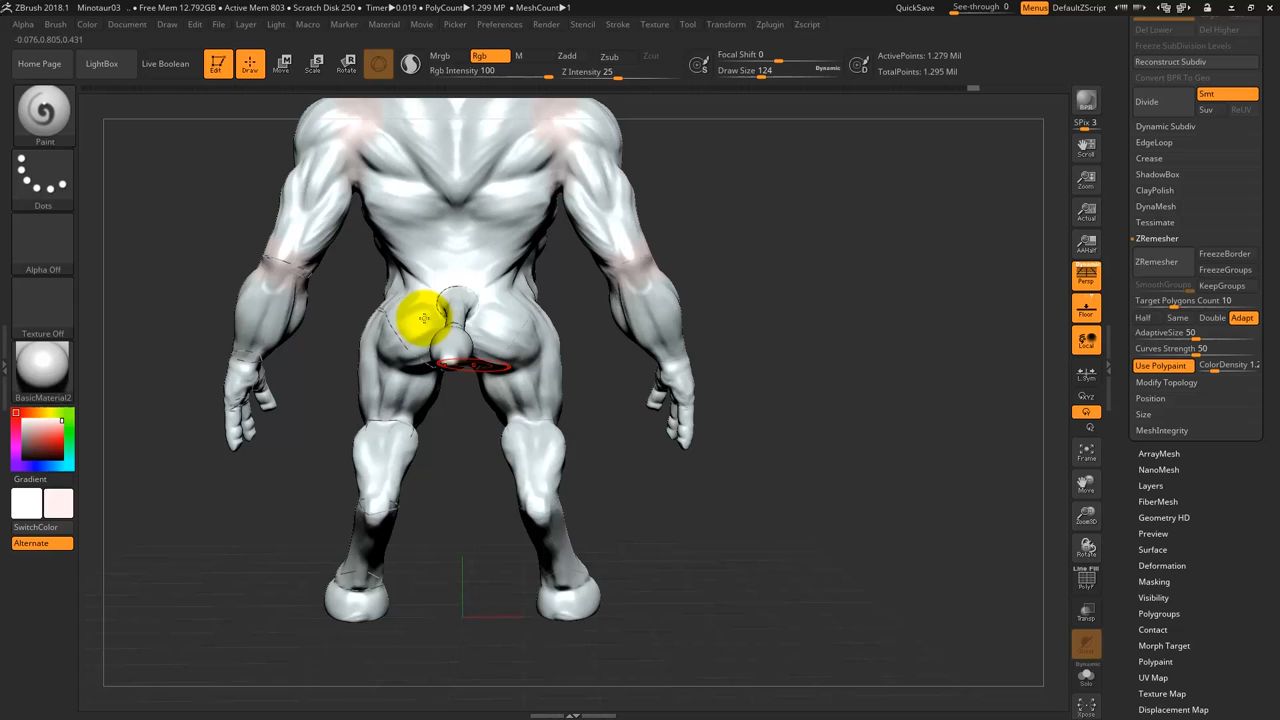 ZBrush 2018.1 Minotaur03 • Free Mem 12.792GB • Active Mem 803 • Scratch Disk 250 • Timer▶0.019 • PolyCount▶1.299 MP • MeshCount▶1 QuickSave See-through 0 Menus DefaultZScript
Alpha Brush Color Document Draw Edit File Layer Light Macro Marker Material Movie Picker Preferences Render Stencil Stroke Texture Tool Transform Zplugin Zscript
-0.076,0.805,0.431
Home Page LightBox Live Boolean Edit Draw Move Scale Rotate
Mrgb Rgb M Zadd Zsub Zcut
Rgb Intensity 100 Z Intensity 25
Focal Shift 0
Draw Size 124 Dynamic
ActivePoints: 1.279 Mil
TotalPoints: 1.295 Mil
Paint
Dots
Alpha Off
Texture Off
BasicMaterial2
Gradient
SwitchColor
Alternate
BPR
SPix 3
Scroll
Zoom
Actual
AAHalf
Dynamic
Persp
Floor
Local
L.Sym
Frame
Move
Zoom3D
Rotate
Line Fill
PolyF
Transp
Dynamic
Solo
Xpose
Del Lower Del Higher
Freeze SubDivision Levels
Reconstruct Subdiv
Convert BPR To Geo
Divide Smt
Suv ReUV
Dynamic Subdiv
EdgeLoop
Crease
ShadowBox
ClayPolish
DynaMesh
Tessimate
ZRemesher
ZRemesher FreezeBorder
FreezeGroups
SmoothGroups KeepGroups
Target Polygons Count 10
Half Same Double Adapt
AdaptiveSize 50
Curves Strength 50
Use Polypaint ColorDensity 1.2
Modify Topology
Position
Size
MeshIntegrity
ArrayMesh
NanoMesh
Layers
FiberMesh
Geometry HD
Preview
Surface
Deformation
Masking
Visibility
Polygroups
Contact
Morph Target
Polypaint
UV Map
Texture Map
Displacement Map